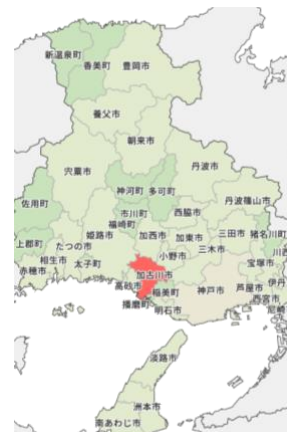 新温泉町
香美町
豊岡市
養父市
朝来市
宍粟市
丹波市
佐用町
神河町
多可町
丹波篠山市
市川町
西脇市
上郡町
福崎町
猪名川町
たつの市
姫路市
加西市
加東市
三田市
川西
相生市
太子町
小野市
三木市
宝塚市
赤穂市
加古川市
伊丹
高砂市
稲美町
神戸市
芦屋市
西宮市
播磨町
明石市
尼崎
淡路市
洲本市
南あわじ市